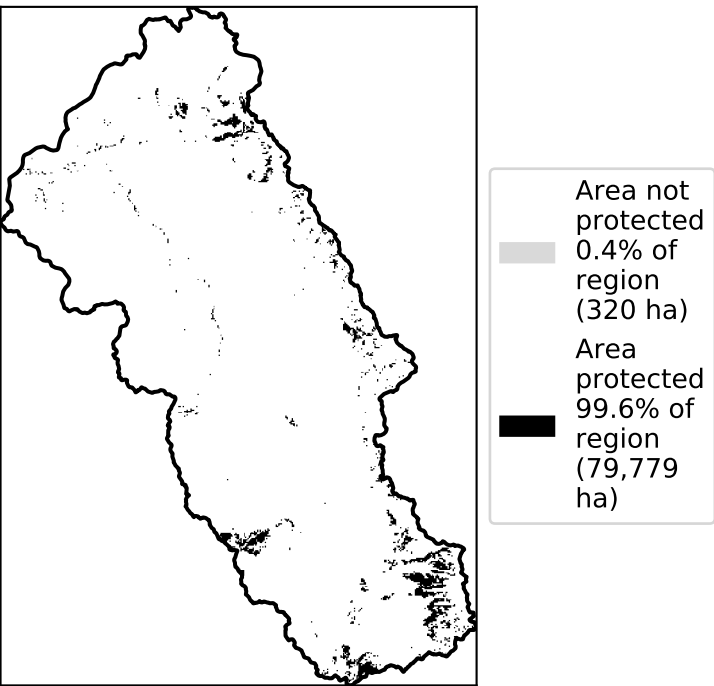 Area not
protected
0.4% of
region
(320 ha)
Area
protected
99.6% of
region
(79,779
ha)